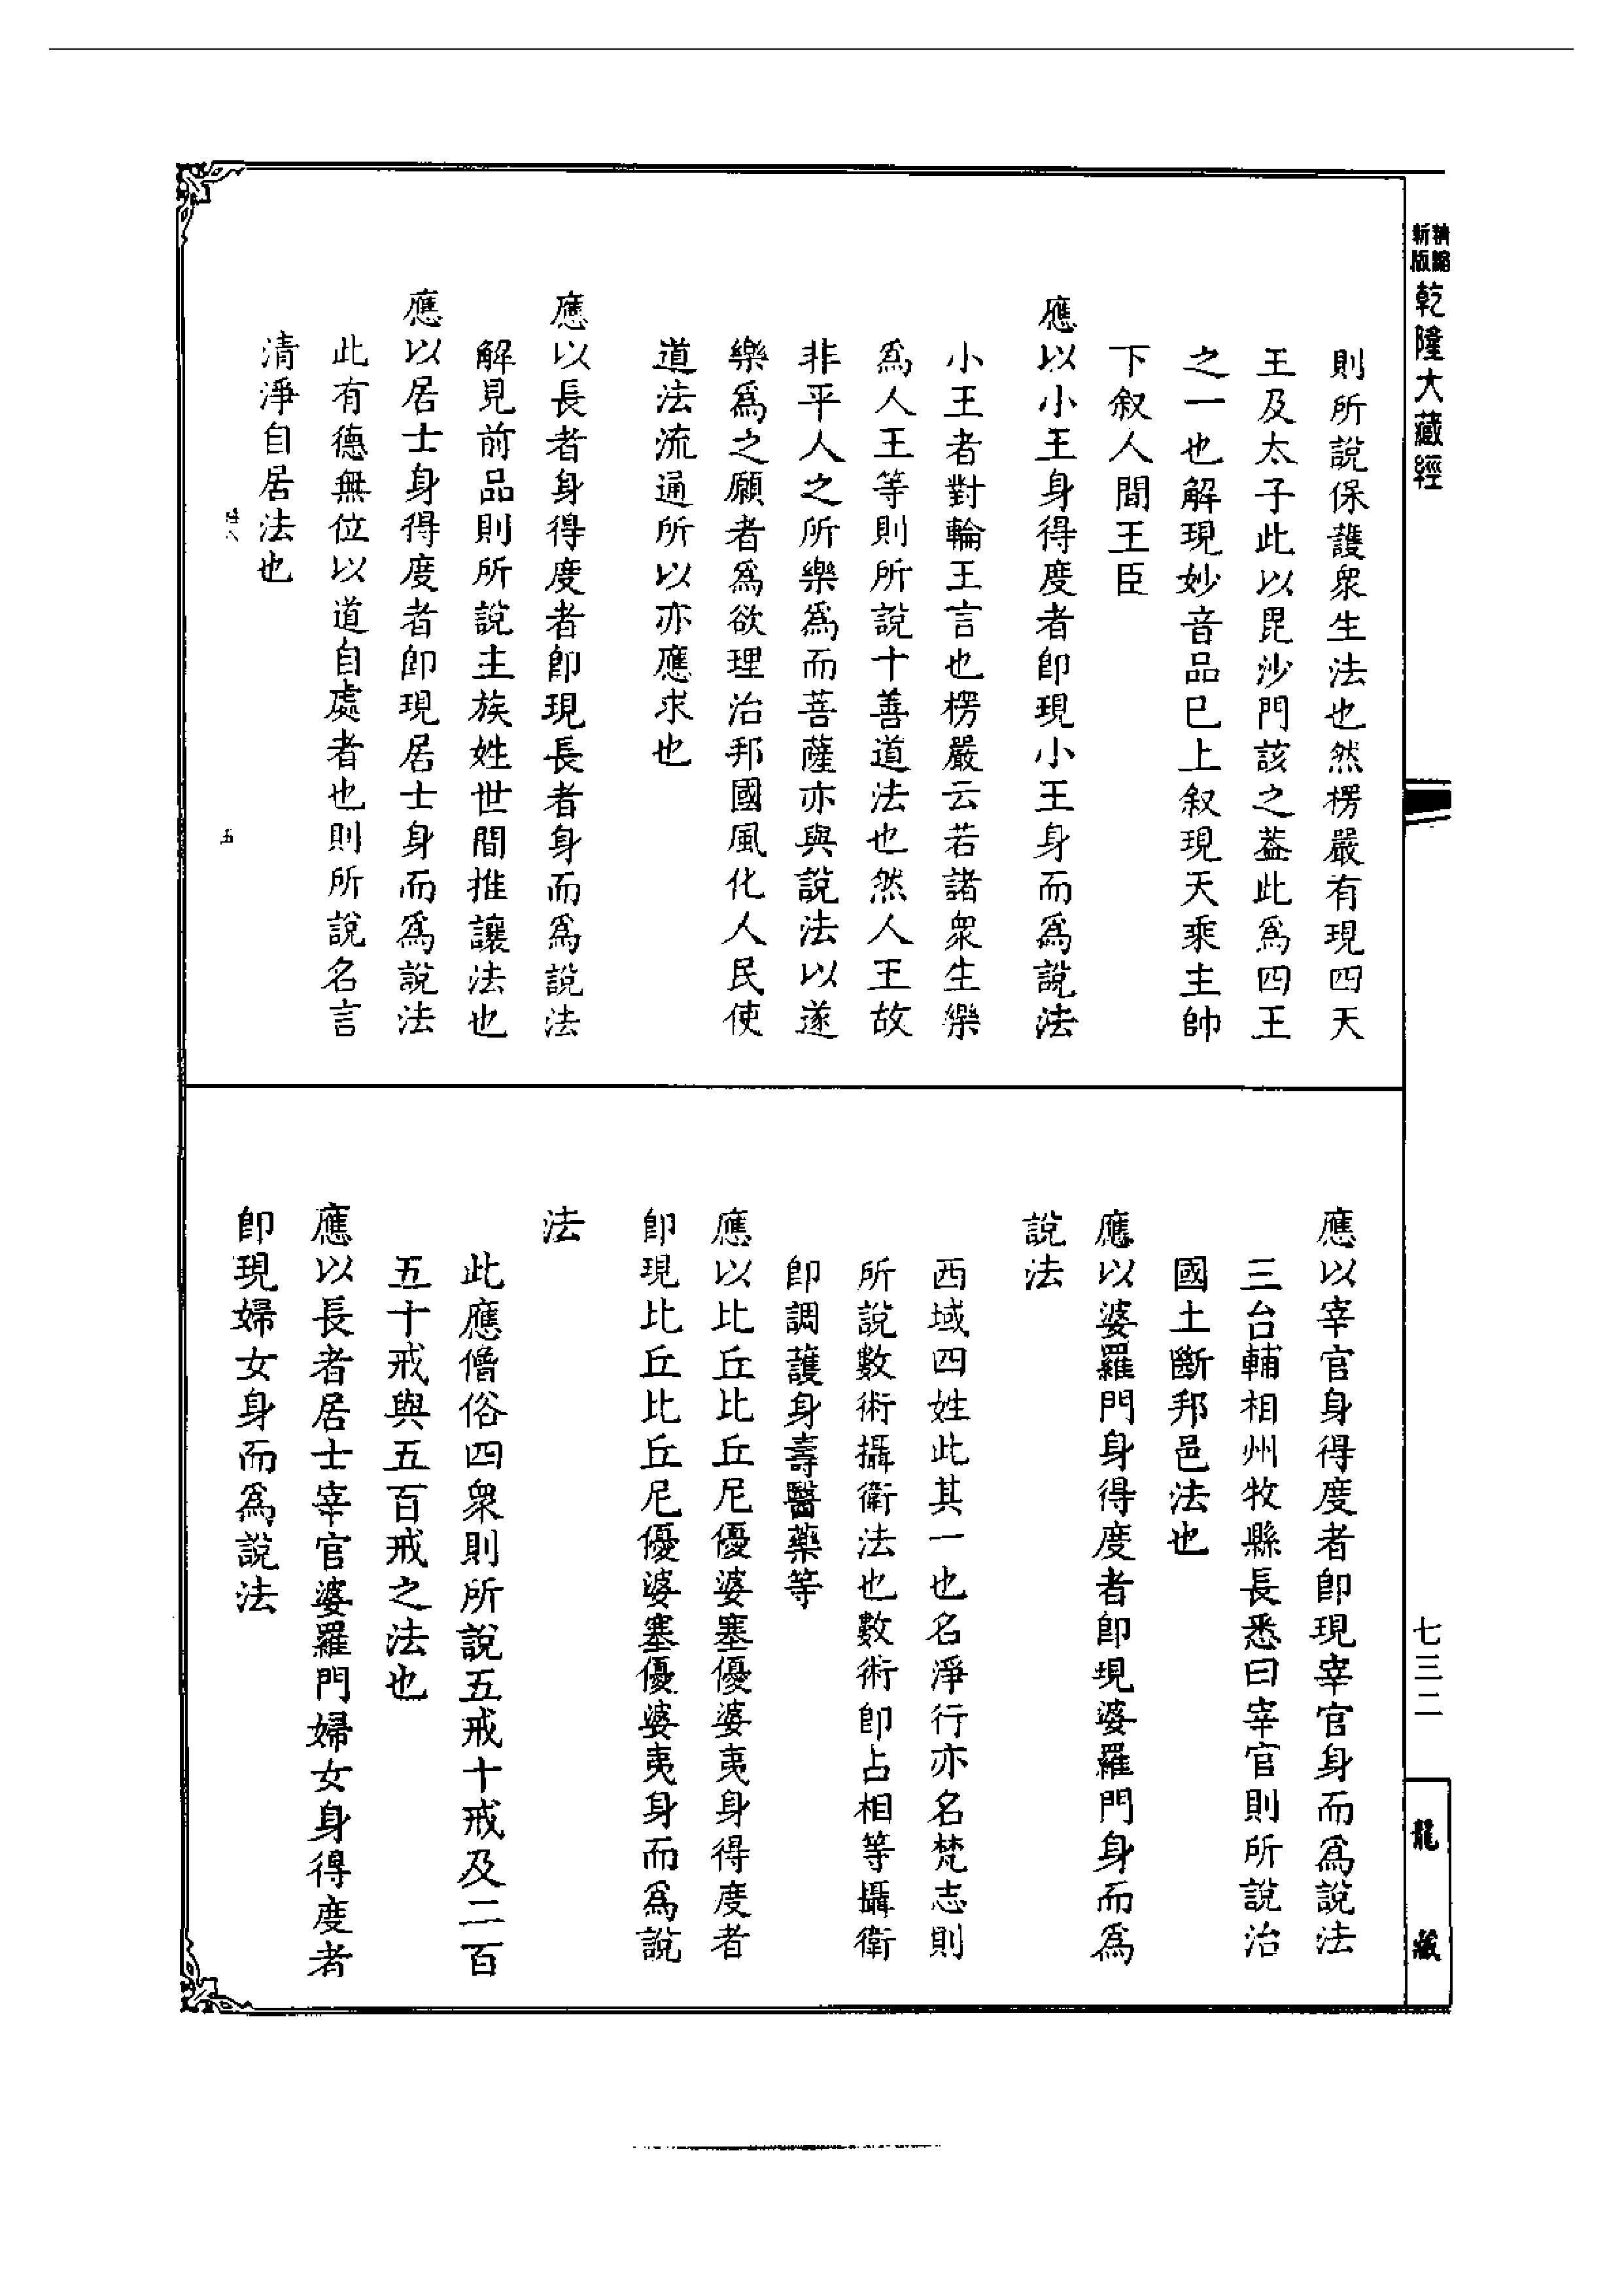 精縮
新版
乾隆大藏經
則所說保護衆生法也然楞嚴有現四天
王及太子此以毘沙門該之葢此爲四王
之一也解現妙音品巳上叙現天乘主帥
下叙人間王臣
應以小王身得度者卽現小王身而爲說法
小王者對輪王言也楞嚴云若諸衆生樂
爲人王等則所說十善道法也然人王故
非平人之所樂爲而菩薩亦與說法以遂
樂爲之願者爲欲理治邦國風化人民使
道法流通所以亦應求也
應以長者身得度者卽現長者身而爲說法
解見前品則所說主族姓世間推讓法也
應以居士身得度者卽現居士身而爲說法
此有德無位以道自處者也則所說名言
清淨自居法也
五
應以宰官身得度者卽現宰官身而爲說法
三台輔相州牧縣長悉曰宰官則所說治
國土斷邦邑法也
應以婆羅門身得度者卽現婆羅門身而爲
說法
西域四姓此其一也名淨行亦名梵志則
所說數術攝衛法也數術卽占相等攝衛
卽調護身壽醫藥等
應以比丘比丘尼優婆塞優婆夷身得度者
卽現比丘比丘尼優婆塞優婆夷身而爲說
法
此應僧俗四衆則所說五戒十戒及二百
五十戒與五百戒之法也
應以長者居士宰官婆羅門婦女身得度者
卽現婦女身而爲說法
七三二
龍藏